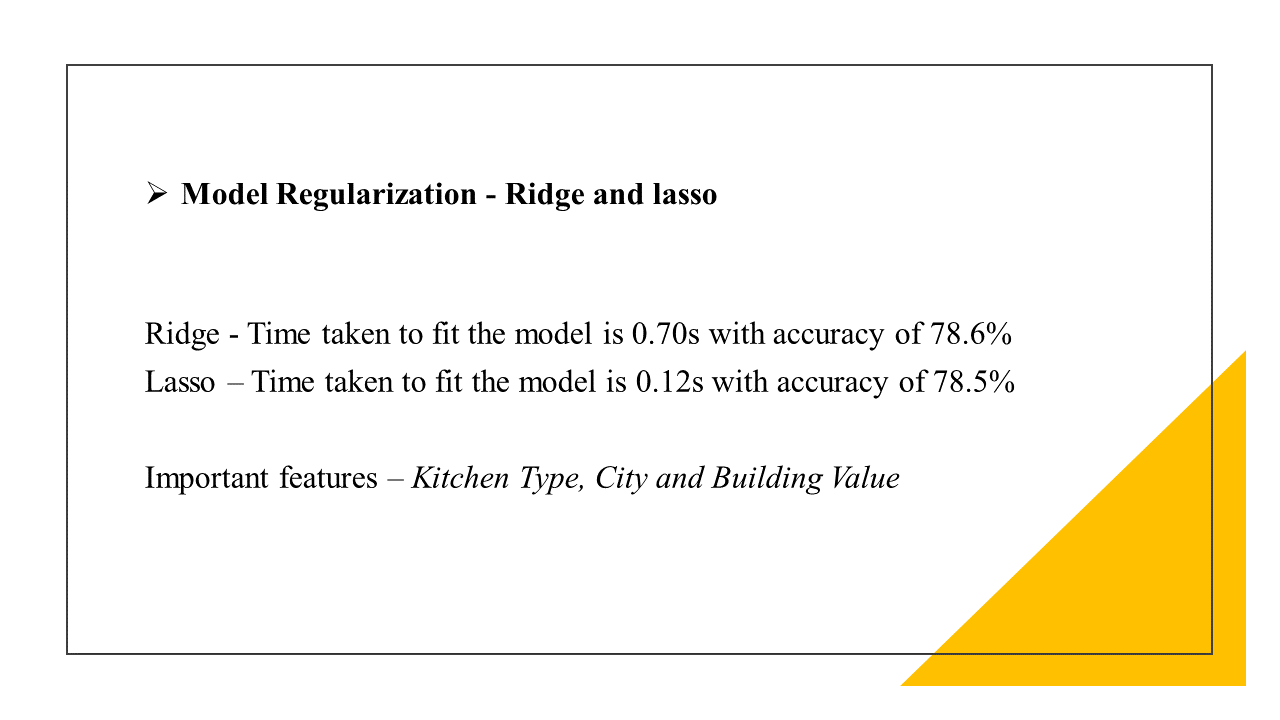 ➢ Model Regularization - Ridge and lasso
Ridge - Time taken to fit the model is 0.70s with accuracy of 78.6%
Lasso – Time taken to fit the model is 0.12s with accuracy of 78.5%
Important features – Kitchen Type, City and Building Value